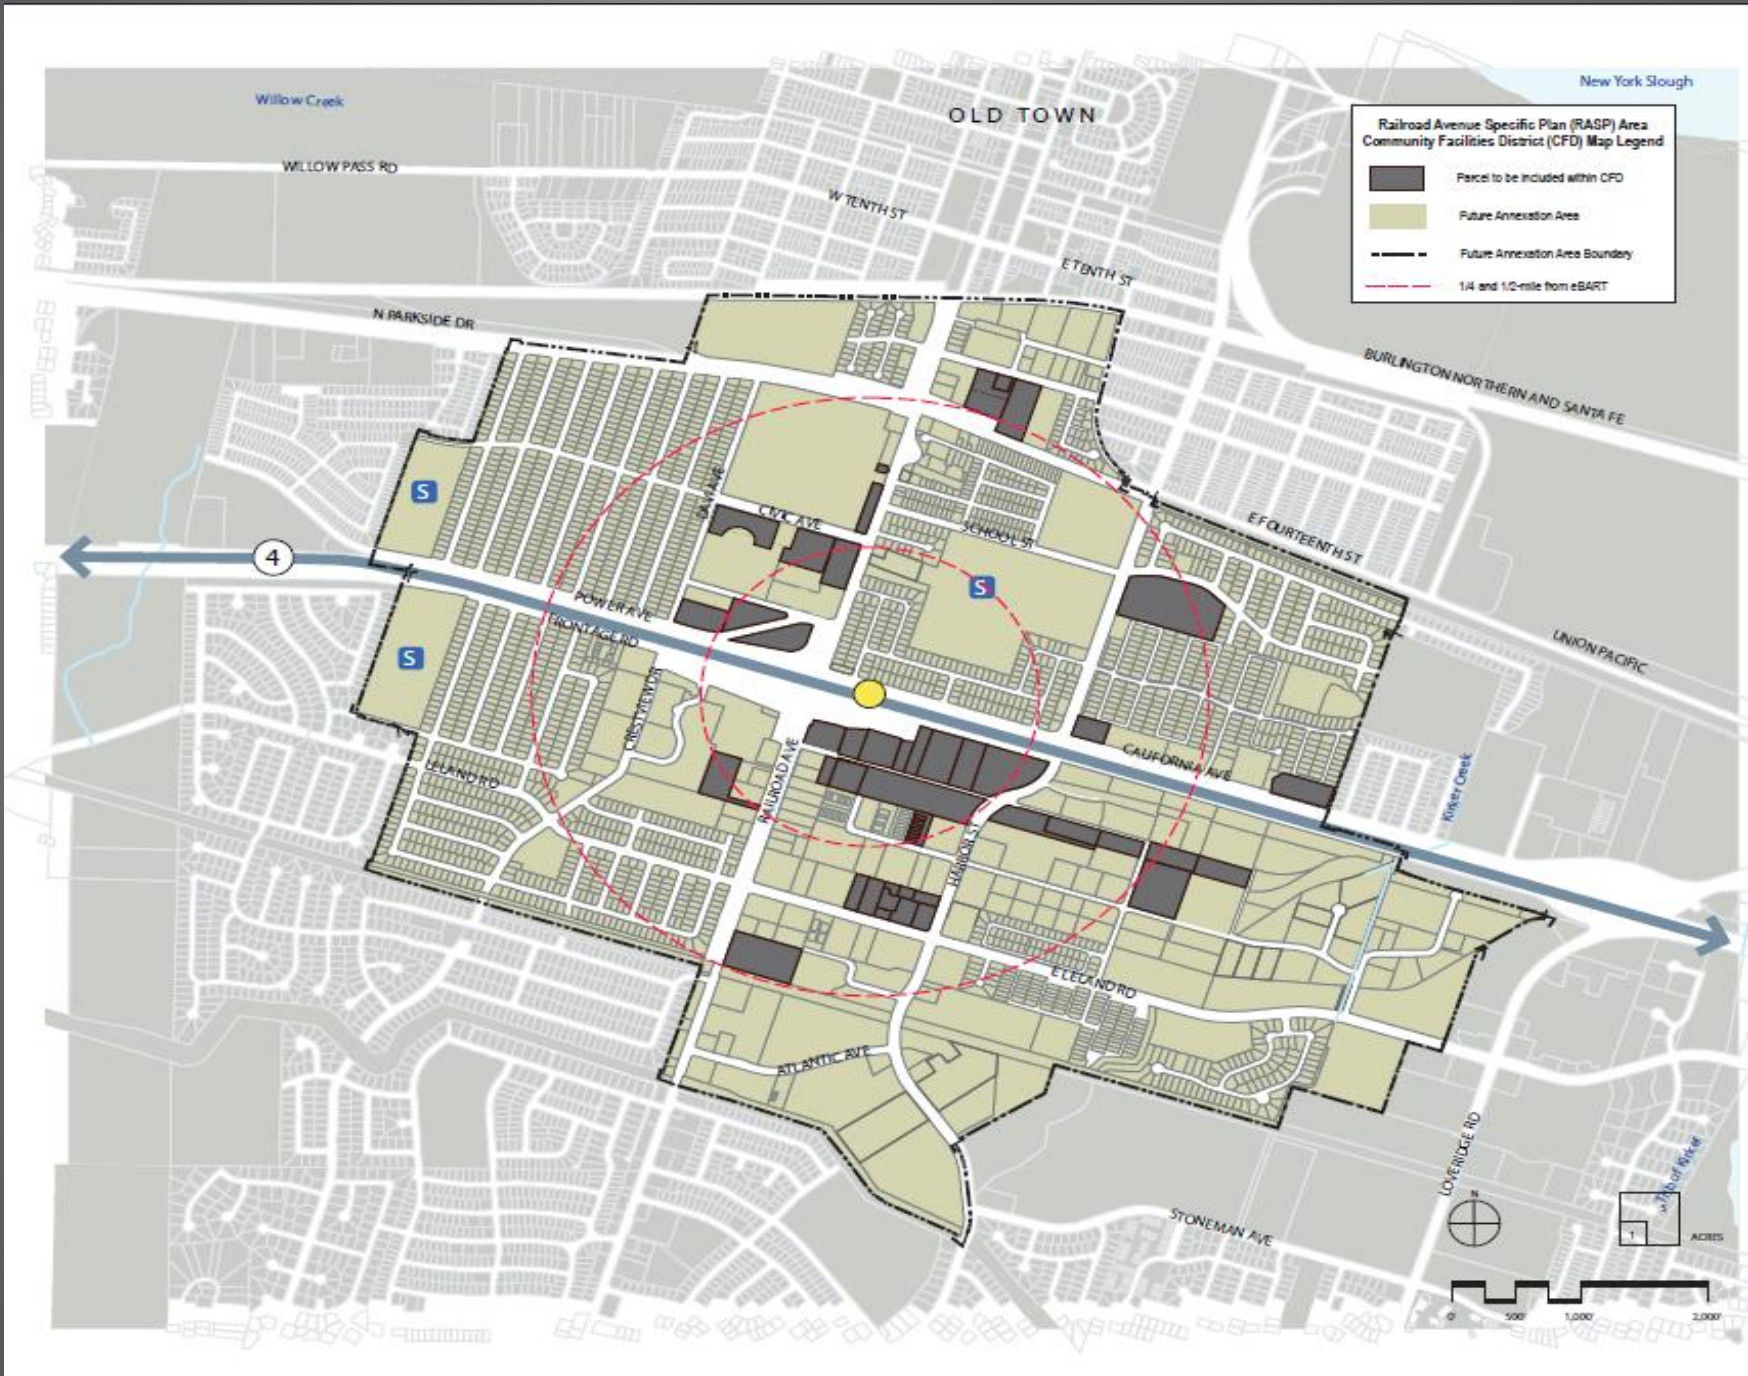 New York Slough
Willow Creek
OLD TOWN
Railroad Avenue Specific Plan (RASP) Area
Community Facilities District (CFD) Map Legend
Parcel to be included within CFD
Future Annexation Area
Future Annexation Area Boundary
1/4 and 1/2-mile from eBART
WILLOW PASS RD
W TENTH ST
E TENTH ST
N PARKSIDE DR
BURLINGTON NORTHERN AND SANTA FE
S
CIVIC AVE
SCHOOL ST
E FOURTEENTH ST
4
S
POWER AVE
FRONTAGE RD
UNION PACIFIC
S
CRESTVIEW DR
RAILROAD AVE
CALIFORNIA AVE
Kirker Creek
LELAND RD
HARBOR ST
E LELAND RD
ATLANTIC AVE
LOVERIDGE RD
Trib of Kirker
STONEMAN AVE
N
1
ACRES
0 500' 1,000' 2,000'